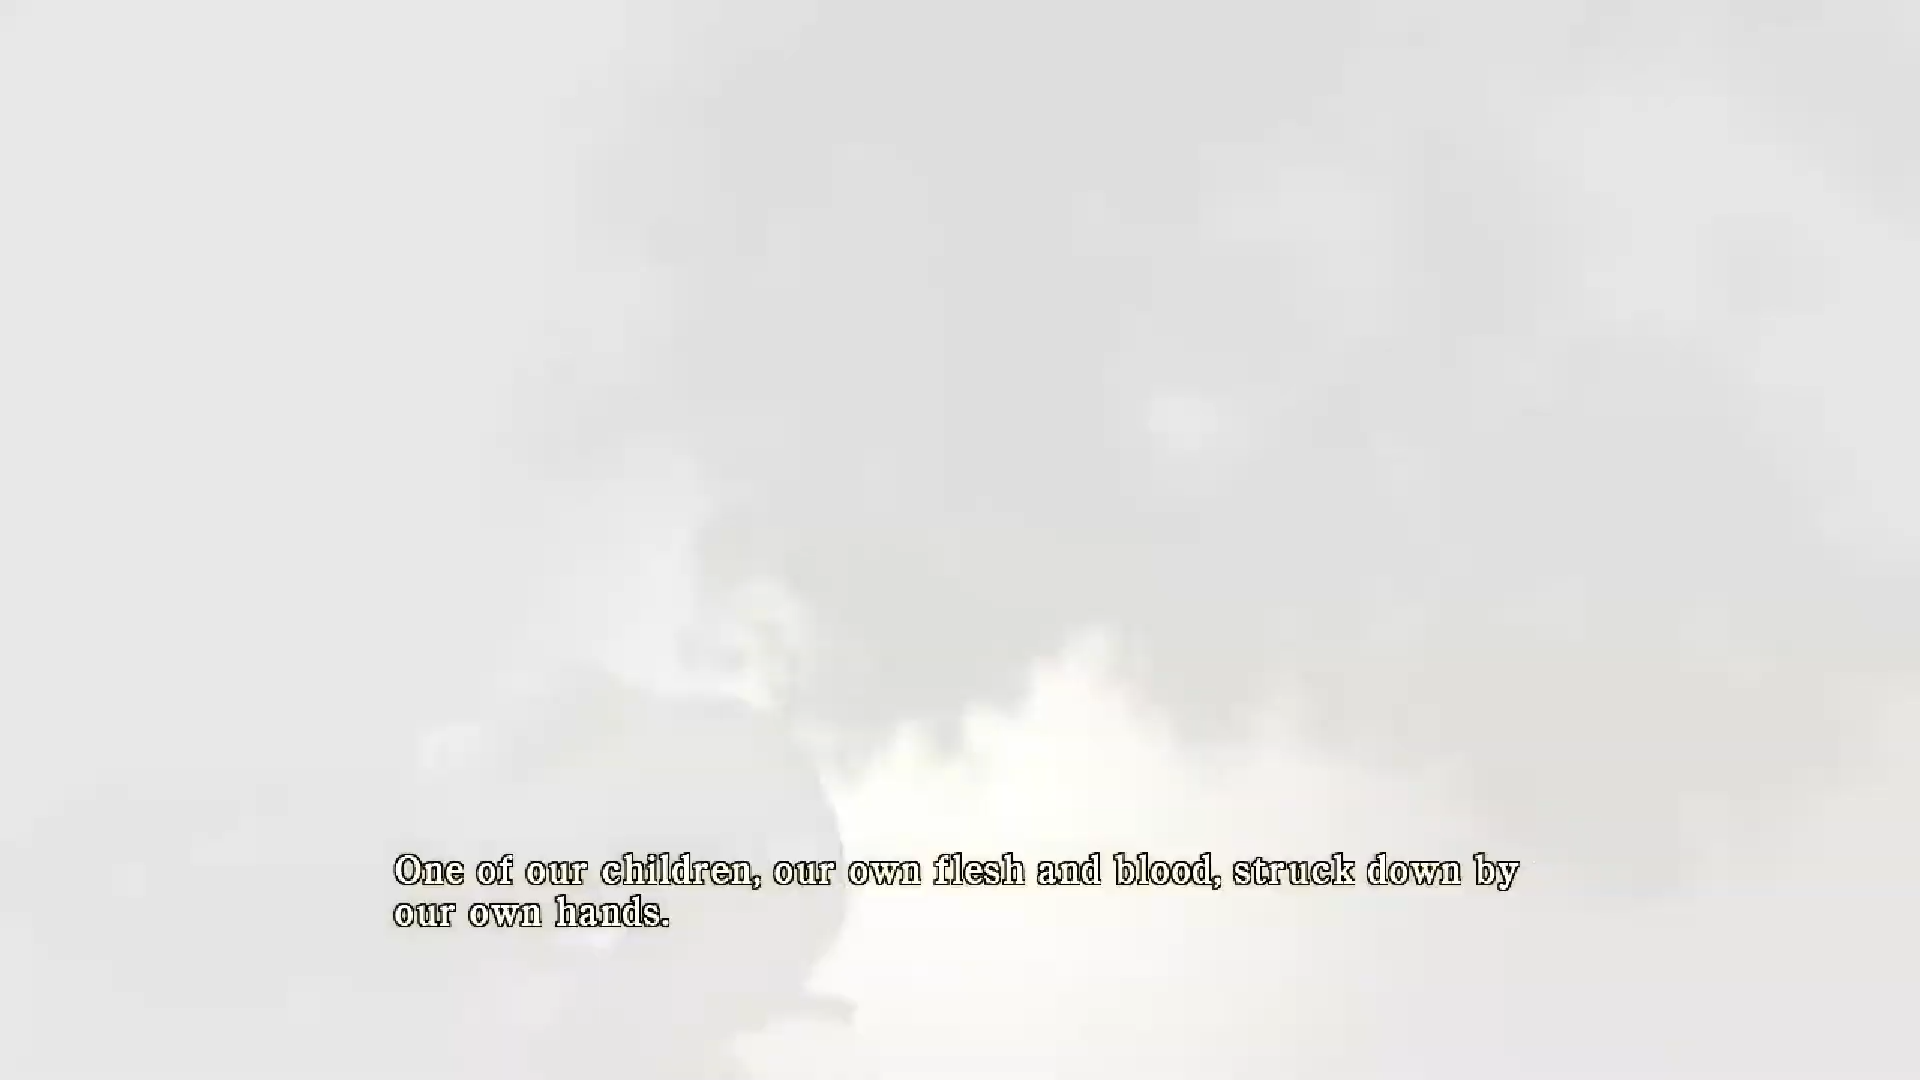 One of our children, our own flesh and blood, struck down by
our own hands.